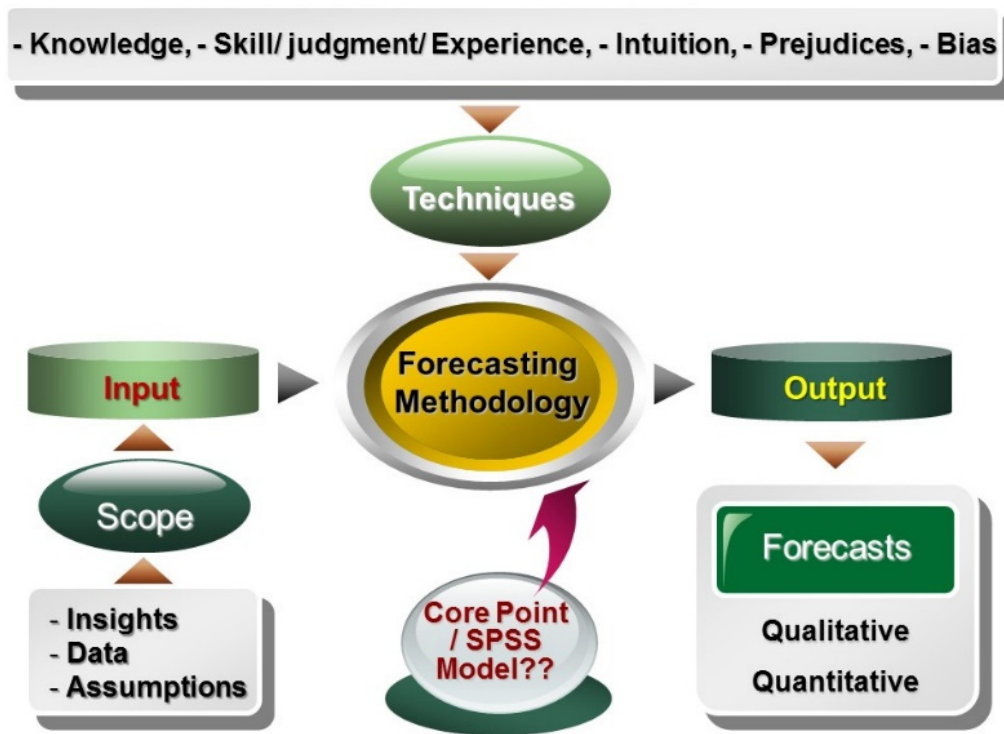 - Knowledge, - Skill/ judgment/ Experience, - Intuition, - Prejudices, - Bias
Techniques
Forecasting
Methodology
Input
Output
Scope
- Insights
- Data
- Assumptions
Core Point
/ SPSS
Model??
Forecasts
Qualitative
Quantitative